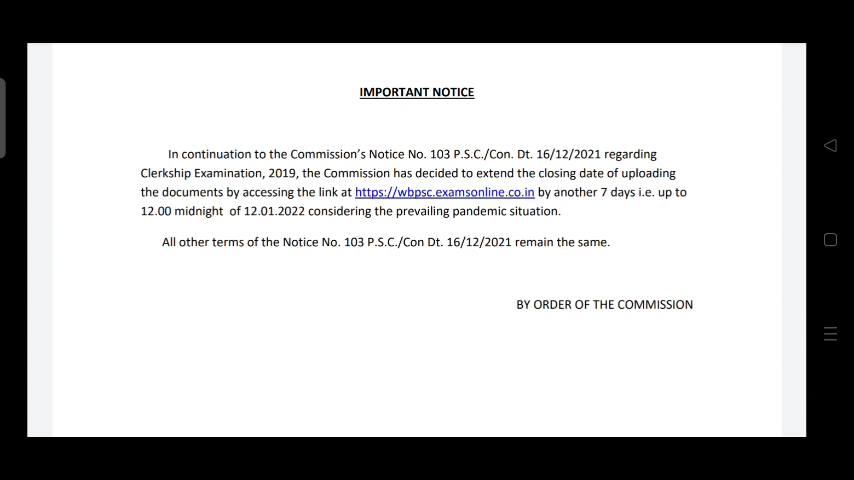 IMPORTANT NOTICE
In continuation to the Commission's Notice No. 103 P.S.C./Con. Dt. 16/12/2021 regarding
Clerkship Examination, 2019, the Commission has decided to extend the closing date of uploading
the documents by accessing the link at https://wbpsc.examsonline.co.in by another 7 days i.e. up to
12.00 midnight of 12.01.2022 considering the prevailing pandemic situation.
All other terms of the Notice No. 103 P.S.C./Con Dt. 16/12/2021 remain the same.
BY ORDER OF THE COMMISSION